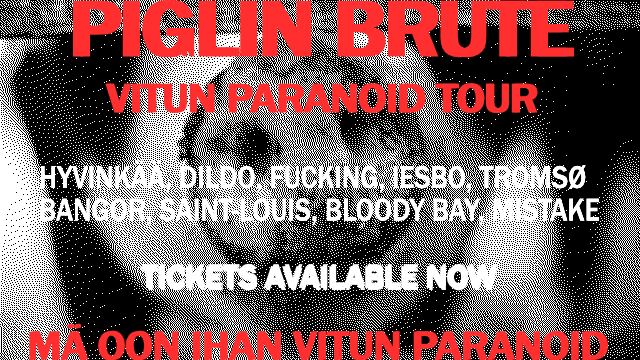 PIGLIN BRUTE
VITUN PARANOID TOUR
HYVINKÄÄ, DILDO, FUCKING, IESBO, TROMSØ
BANGOR, SAINT-LOUIS, BLOODY BAY, MISTAKE
TICKETS AVAILABLE NOW
MÄ OON IHAN VITUN PARANOID